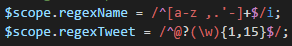 $scope.regexName = /^[a-z ,.'-]+$/i;
$scope.regexTweet = /^@?(\w){1,15}$/;